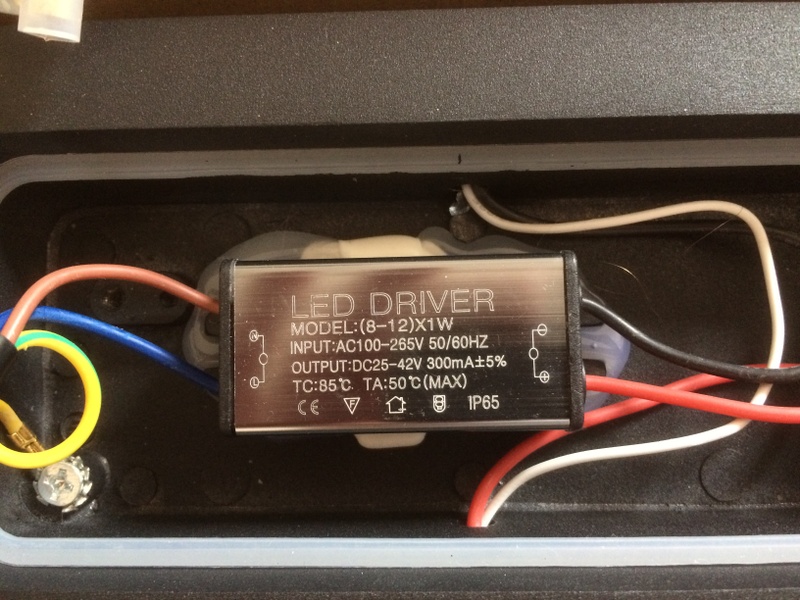 LED DRIVER
MODEL:(8-12)X1W
INPUT:AC100-265V 50/60HZ
OUTPUT:DC25-42V 300mA±5%
TC:85℃ TA:50℃(MAX)
CE F IP65
N
L